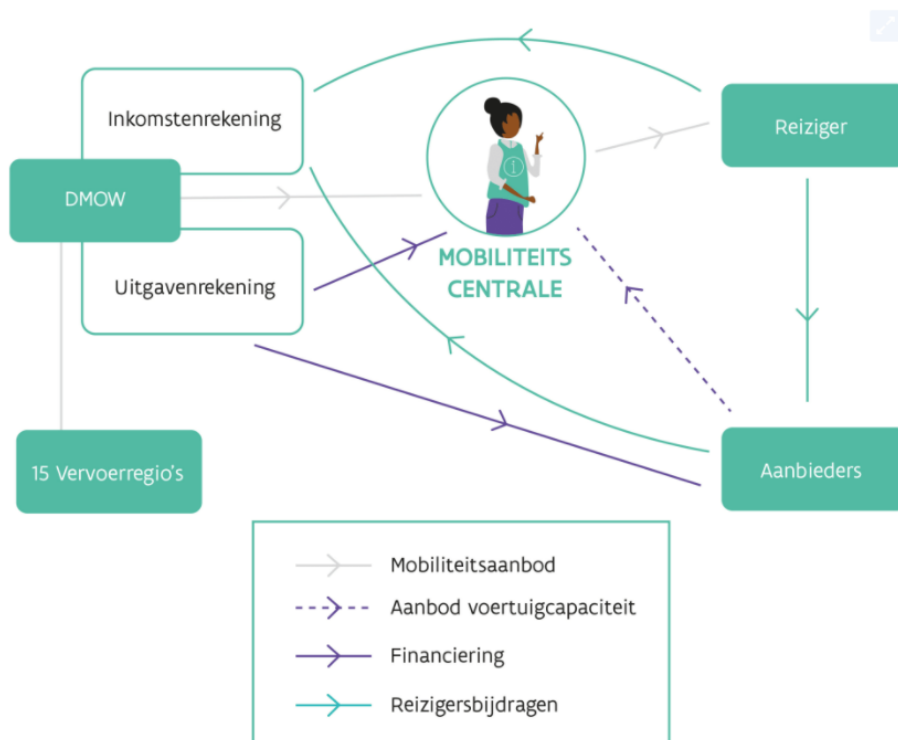 Inkomstenrekening
Reiziger
DMOW
MOBILITEITS
CENTRALE
Uitgavenrekening
15 Vervoerregio's
Aanbieders
Mobiliteitsaanbod
Aanbod voertuigcapaciteit
Financiering
Reizigersbijdragen